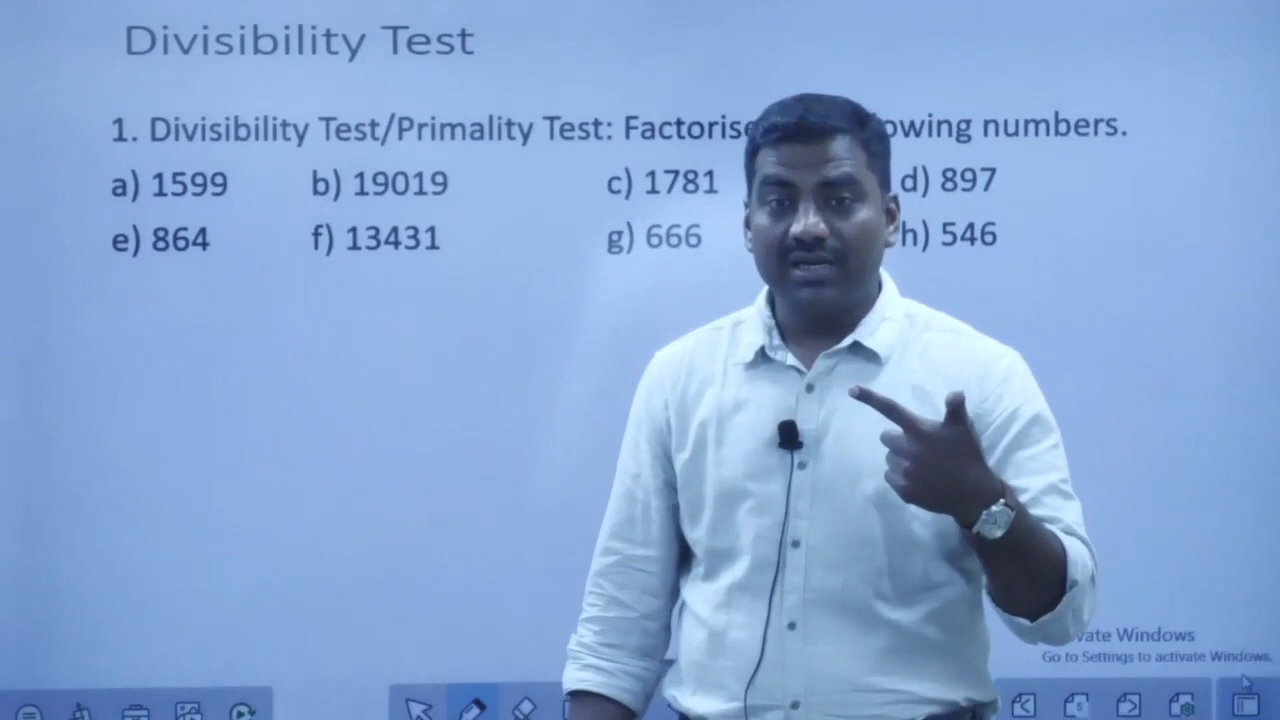 Divisibility Test
1. Divisibility Test/Primality Test: Factorise owing numbers.
a) 1599 b) 19019 c) 1781 d) 897
e) 864 f) 13431 g) 666 h) 546
vate Windows
Go to Settings to activate Windows.